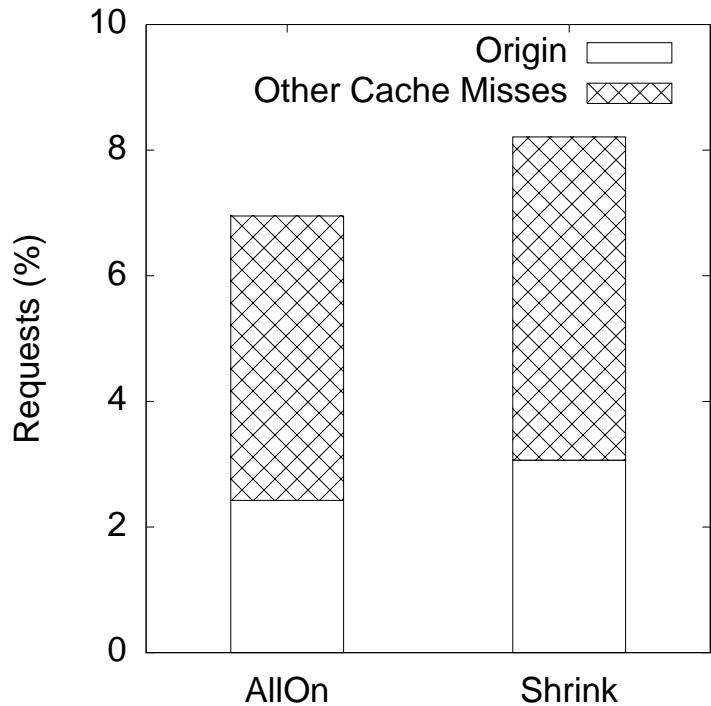 10
8
6
4
2
0
Requests (%)
Origin
Other Cache Misses
AllOn
Shrink